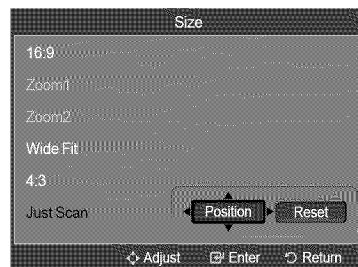 Size
16:9
Zoom1
Zoom2
Wide Fit
4:3
Just Scan
Position Reset
Adjust Enter Return